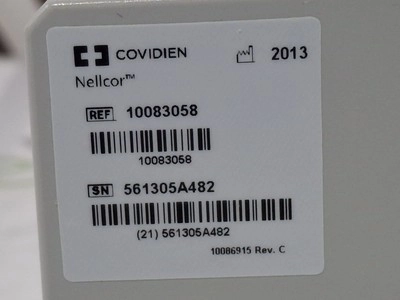 COVIDIEN
2013
Nellcor™
REF 10083058
10083058
SN 561305A482
(21) 561305A482
10086915 Rev. C